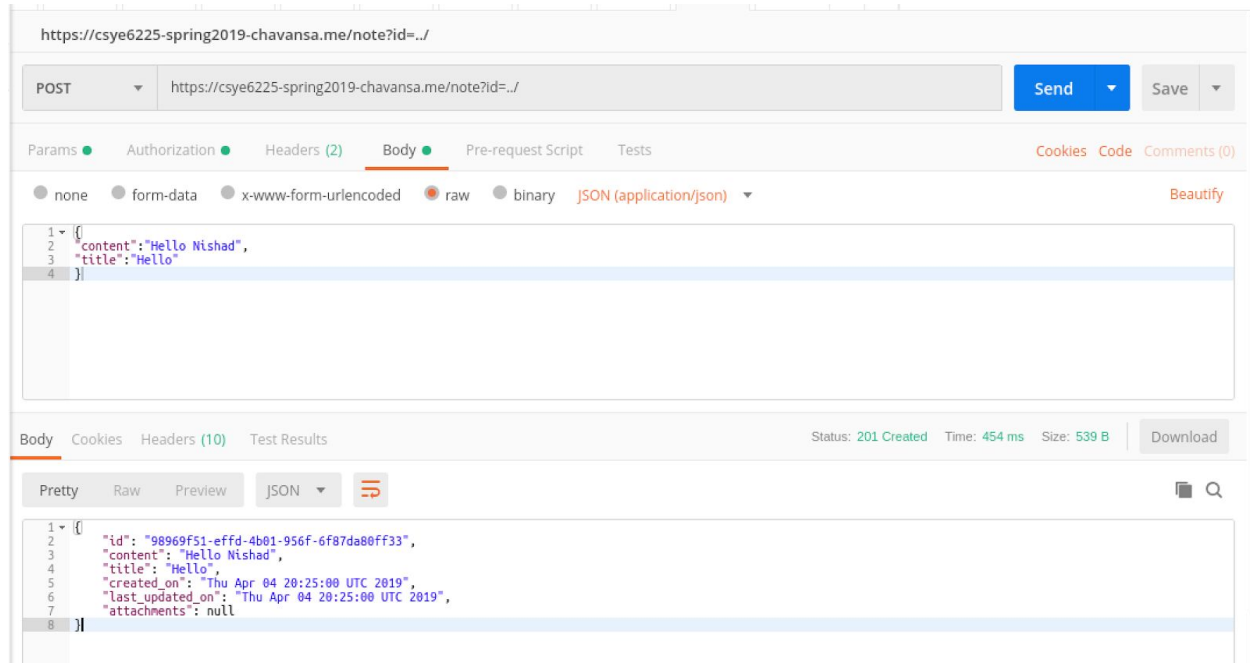 https://csye6225-spring2019-chavansa.me/note?id=../
POST https://csye6225-spring2019-chavansa.me/note?id=../ Send Save
Params Authorization Headers (2) Body Pre-request Script Tests Cookies Code Comments (0)
none form-data x-www-form-urlencoded raw binary JSON (application/json) Beautify
1 {
2 "content":"Hello Nishad",
3 "title":"Hello"
4 }
Body Cookies Headers (10) Test Results Status: 201 Created Time: 454 ms Size: 539 B Download
Pretty Raw Preview JSON
1 {
2 "id": "98969f51-effd-4b01-956f-6f87da80ff33",
3 "content": "Hello Nishad",
4 "title": "Hello",
5 "created_on": "Thu Apr 04 20:25:00 UTC 2019",
6 "last_updated_on": "Thu Apr 04 20:25:00 UTC 2019",
7 "attachments": null
8 }